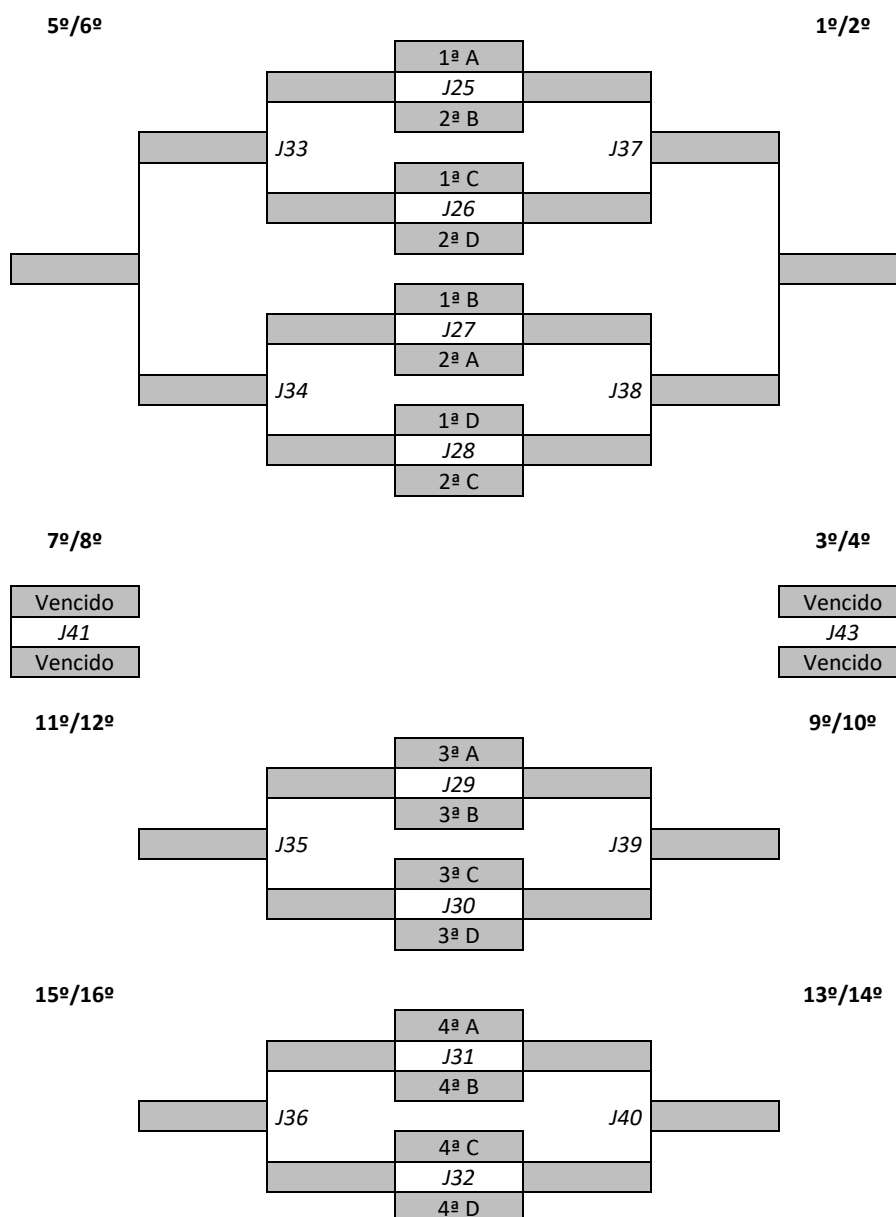 5º/6º 1º/2º
1ª A
J25
2ª B
J33 J37
1ª C
J26
2ª D
1ª B
J27
2ª A
J34 J38
1ª D
J28
2ª C
7º/8º 3º/4º
Vencido Vencido
J41 J43
Vencido Vencido
11º/12º 9º/10º
3ª A
J29
3ª B
J35 J39
3ª C
J30
3ª D
15º/16º 13º/14º
4ª A
J31
4ª B
J36 J40
4ª C
J32
4ª D